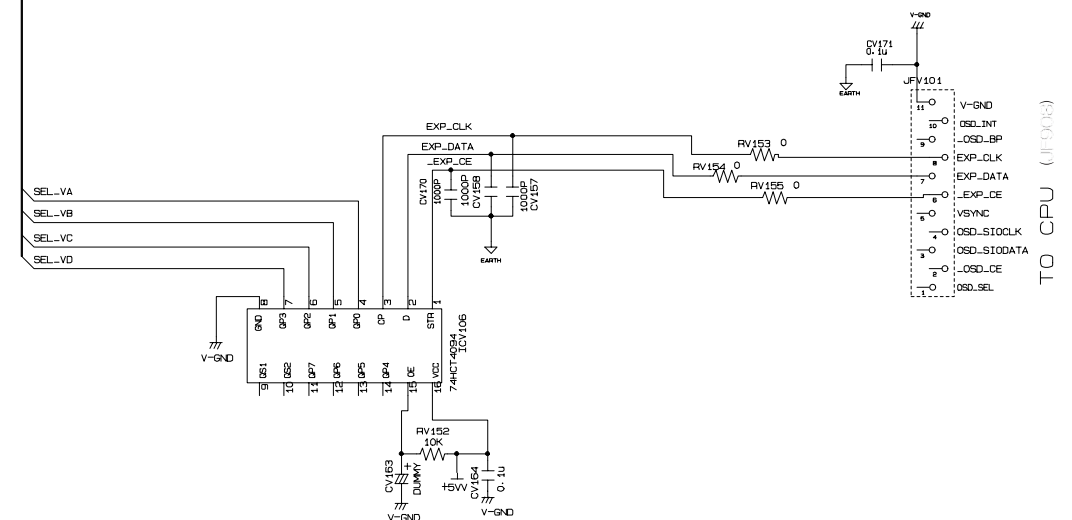 V-GND
CV171
0.1U
EARTH
JFV101
11 V-GND
10 OSD_INT
9 _OSD_BP
8 EXP_CLK
7 EXP_DATA
6 _EXP_CE
5 VSYNC
4 OSD_SIOCLK
3 OSD_SIODATA
2 _OSD_CE
1 OSD_SEL
TO CPU (JF906)
EXP_CLK
EXP_DATA
_EXP_CE
RV153 0
RV154 0
RV155 0
CV170
1000P
1000P
CV158
1000P
CV157
EARTH
SEL_VA
SEL_VB
SEL_VC
SEL_VD
8 7 6 5 4 3 2 1
GND QP3 QP2 QP1 QP0 CP D STR
V-GND
QS1 QS2 QP7 QP6 QP5 QP4 OE VCC
9 10 11 12 13 14 15 16
74HCT4094
ICV106
RV152
10K
CV163
+
DUMMY
+5VV
CV164
0.1U
V-GND
V-GND